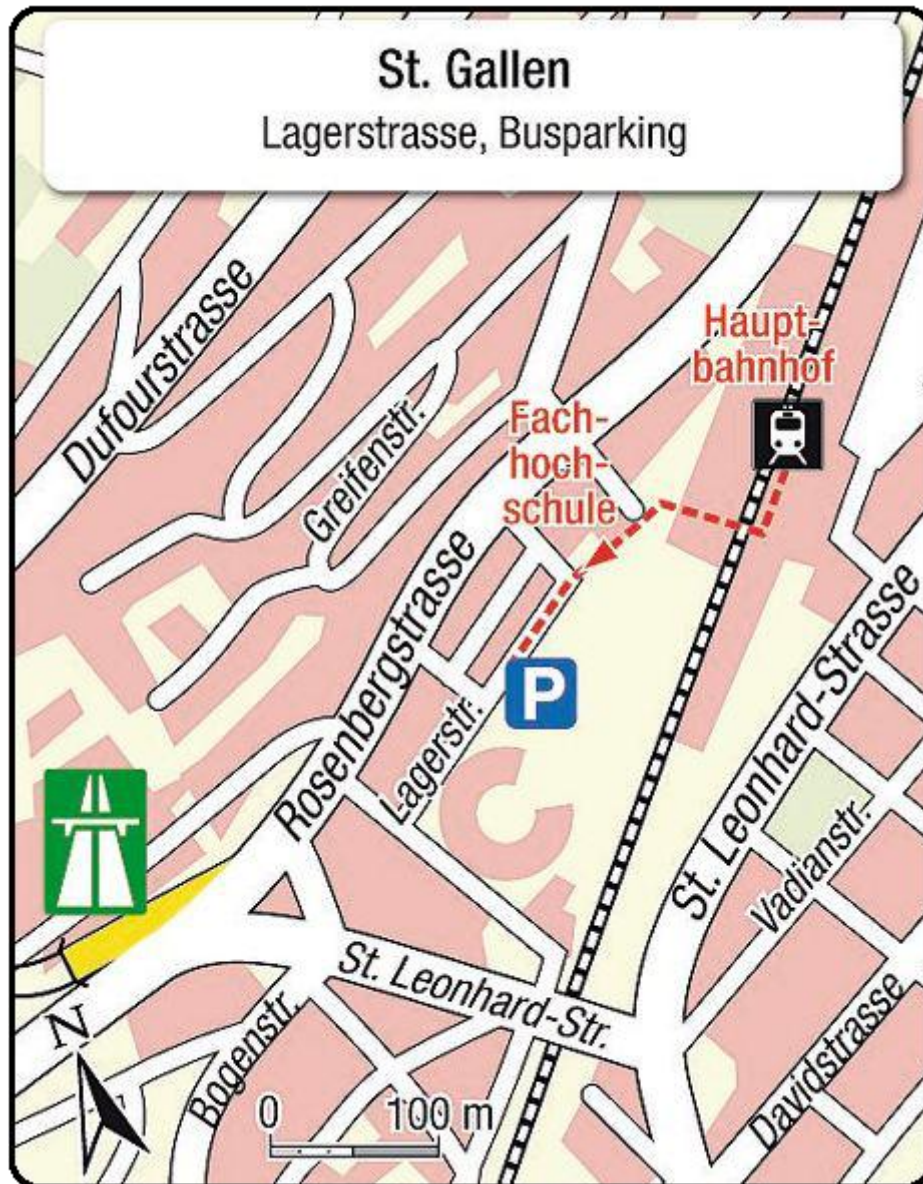 St. Gallen
Lagerstrasse, Busparking
Haupt-
bahnhof
Dufourstrasse
Fach-
hoch-
schule
Greifenstr.
Rosenbergstrasse
P
Lagerstr.
St. Leonhard-Strasse
Vadianstr.
St. Leonhard-Str.
N
Bogenstr.
Davidstrasse
0 100 m